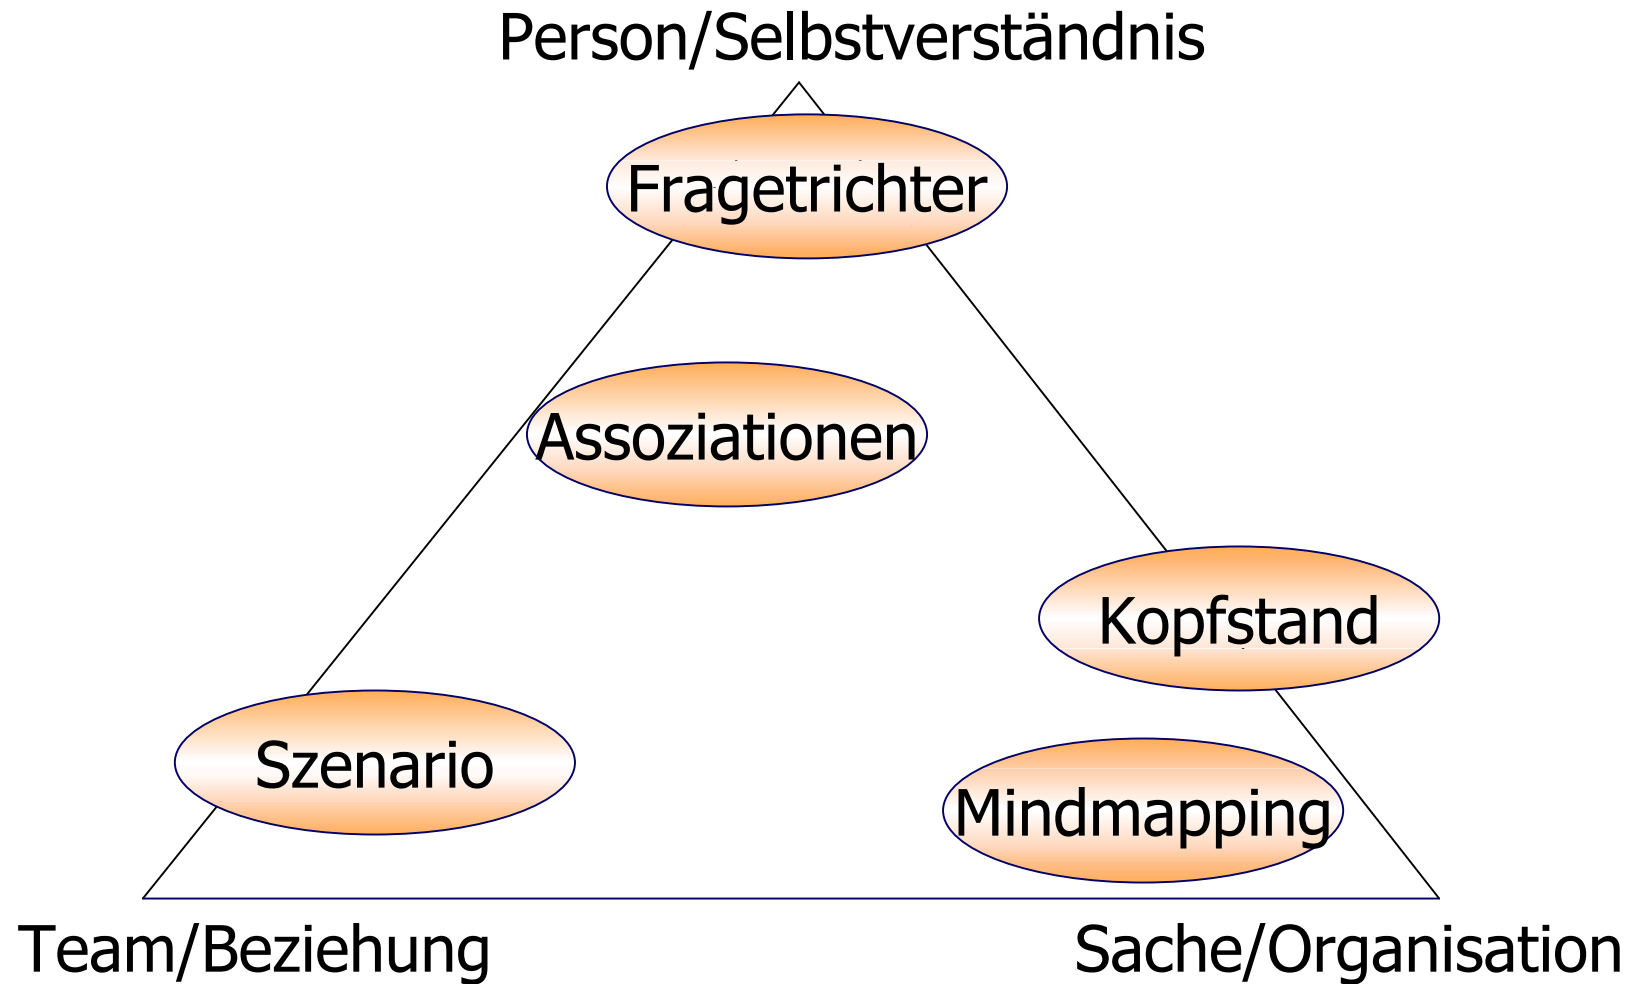 Person/Selbstverständnis
Fragetrichter
Assoziationen
Kopfstand
Szenario
Mindmapping
Team/Beziehung
Sache/Organisation